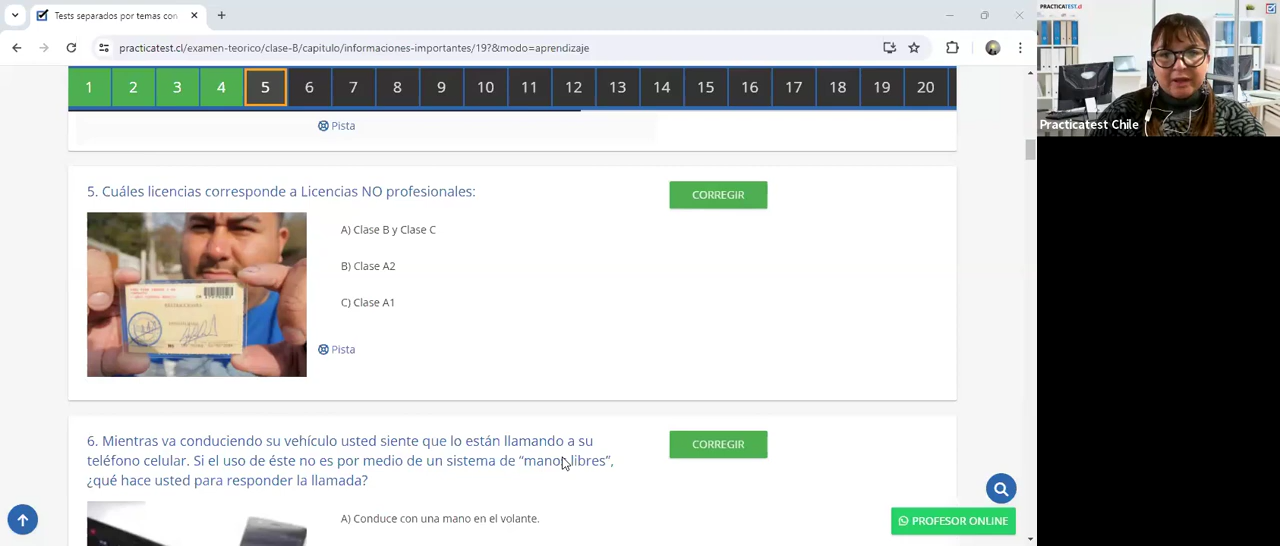 Tests separados por temas con
practicatest.cl/examen-teorico/clase-B/capitulo/informaciones-importantes/19?&modo=aprendizaje
PRACTICATEST.cl
Practicatest Chile
1 2 3 4 5 6 7 8 9 10 11 12 13 14 15 16 17 18 19 20
Pista
5. Cuáles licencias corresponde a Licencias NO profesionales:
CORREGIR
A) Clase B y Clase C
B) Clase A2
C) Clase A1
Pista
6. Mientras va conduciendo su vehículo usted siente que lo están llamando a su
teléfono celular. Si el uso de éste no es por medio de un sistema de “manos libres”,
¿qué hace usted para responder la llamada?
CORREGIR
A) Conduce con una mano en el volante.
PROFESOR ONLINE